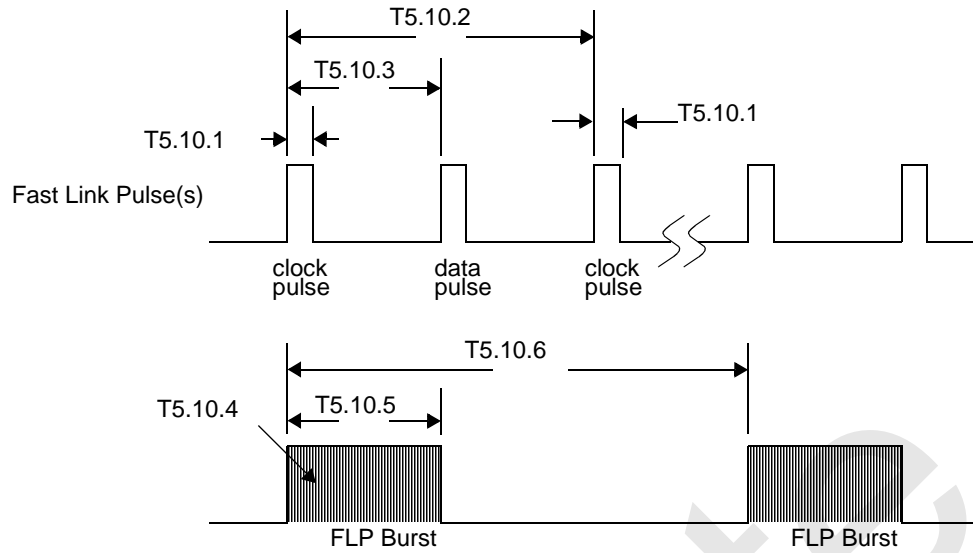 T5.10.2
T5.10.3
T5.10.1
T5.10.1
Fast Link Pulse(s)
clock
pulse
data
pulse
clock
pulse
T5.10.6
T5.10.4
T5.10.5
FLP Burst
FLP Burst